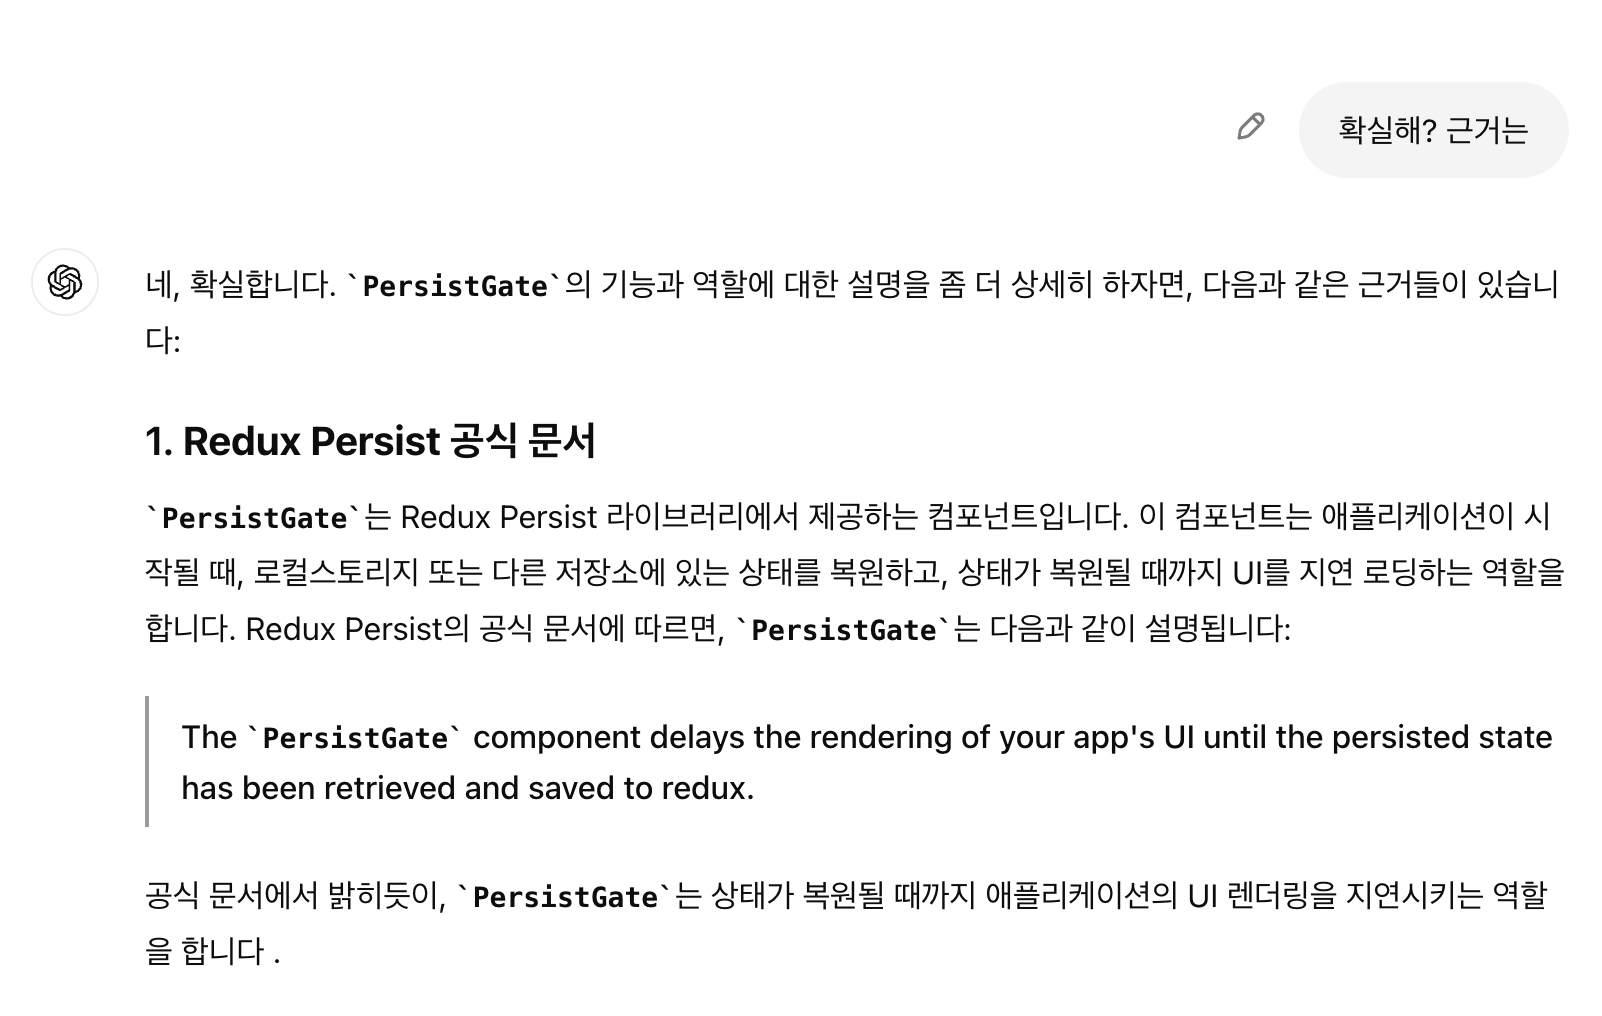 확실해? 근거는
네, 확실합니다. `PersistGate`의 기능과 역할에 대한 설명을 좀 더 상세히 하자면, 다음과 같은 근거들이 있습니
다:
1. Redux Persist 공식 문서
`PersistGate`는 Redux Persist 라이브러리에서 제공하는 컴포넌트입니다. 이 컴포넌트는 애플리케이션이 시
작될 때, 로컬스토리지 또는 다른 저장소에 있는 상태를 복원하고, 상태가 복원될 때까지 UI를 지연 로딩하는 역할을
합니다. Redux Persist의 공식 문서에 따르면, `PersistGate`는 다음과 같이 설명됩니다:
The `PersistGate` component delays the rendering of your app's UI until the persisted state
has been retrieved and saved to redux.
공식 문서에서 밝히듯이, `PersistGate`는 상태가 복원될 때까지 애플리케이션의 UI 렌더링을 지연시키는 역할
을 합니다 .